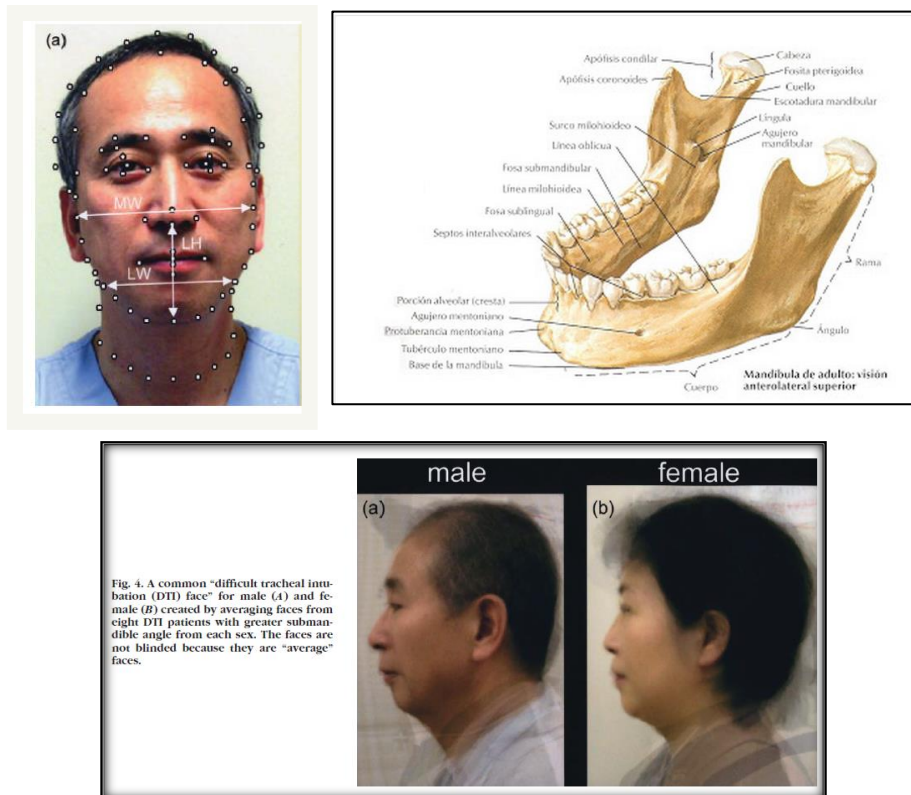 (a)
MW
LH
LW
Apófisis condilar
Apófisis coronoides
Cabeza
Fosita pterigoidea
Cuello
Escotadura mandibular
Surco milohioideo
Línea oblicua
Fosa submandibular
Línea milohioidea
Fosa sublingual
Septos interalveolares
Língula
Agujero
mandibular
Porción alveolar (cresta)
Agujero mentoniano
Protuberancia mentoniana
Tubérculo mentoniano
Base de la mandíbula
Rama
Ángulo
Cuerpo
Mandíbula de adulto: visión
anterolateral superior
Fig. 4. A common “difficult tracheal intu-
bation (DTI) face” for male (A) and fe-
male (B) created by averaging faces from
eight DTI patients with greater subman-
dible angle from each sex. The faces are
not blinded because they are “average”
faces.
male
female
(a)
(b)